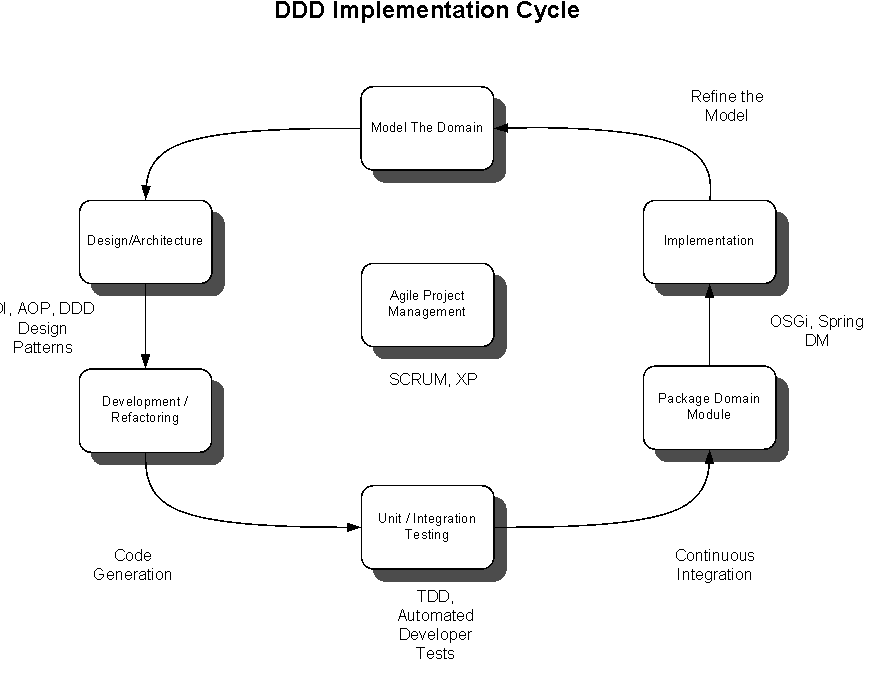 DDD Implementation Cycle
Refine the
Model
Model The Domain
Design/Architecture
Implementation
Agile Project
Management
SCRUM, XP
AOP, DDD
Design
Patterns
OSGi, Spring
DM
Development /
Refactoring
Package Domain
Module
Unit / Integration
Testing
Code
Generation
Continuous
Integration
TDD,
Automated
Developer
Tests